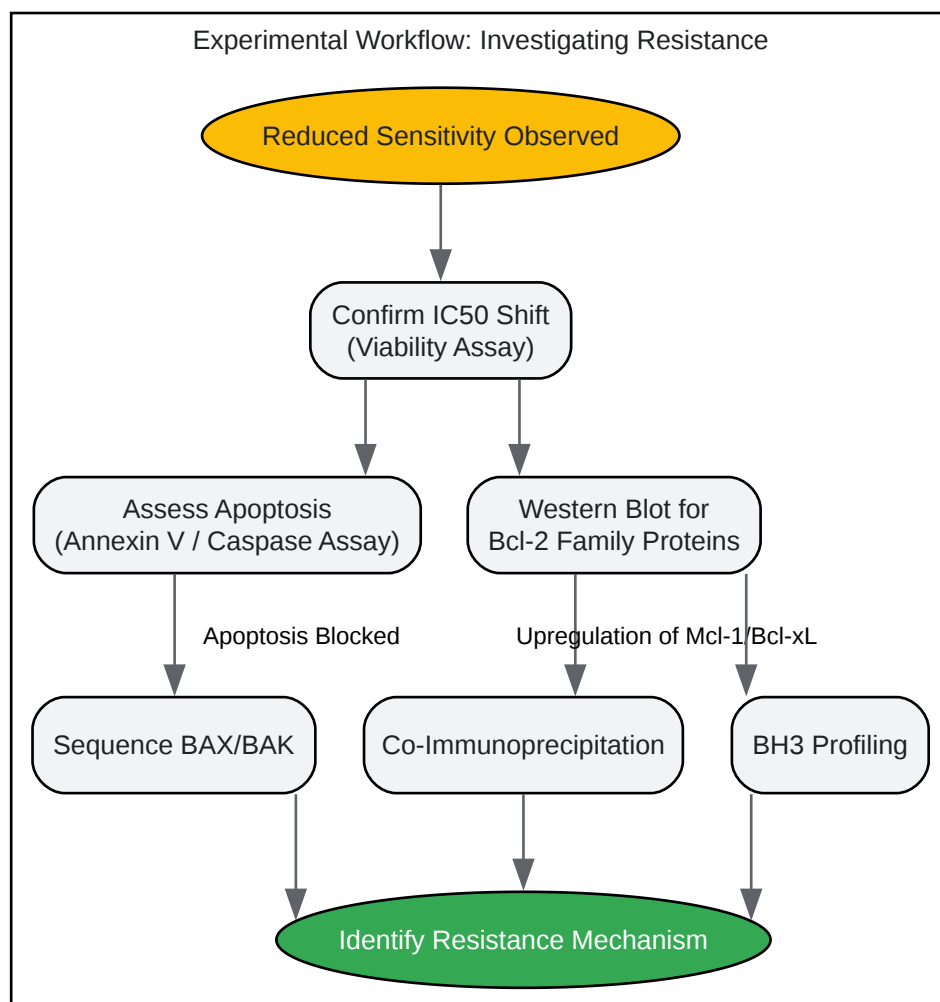 Experimental Workflow: Investigating Resistance
Reduced Sensitivity Observed
Confirm IC50 Shift
(Viability Assay)
Assess Apoptosis
(Annexin V / Caspase Assay)
Western Blot for
Bcl-2 Family Proteins
Apoptosis Blocked
Upregulation of Mcl-1/Bcl-xL
Sequence BAX/BAK
Co-Immunoprecipitation
BH3 Profiling
Identify Resistance Mechanism